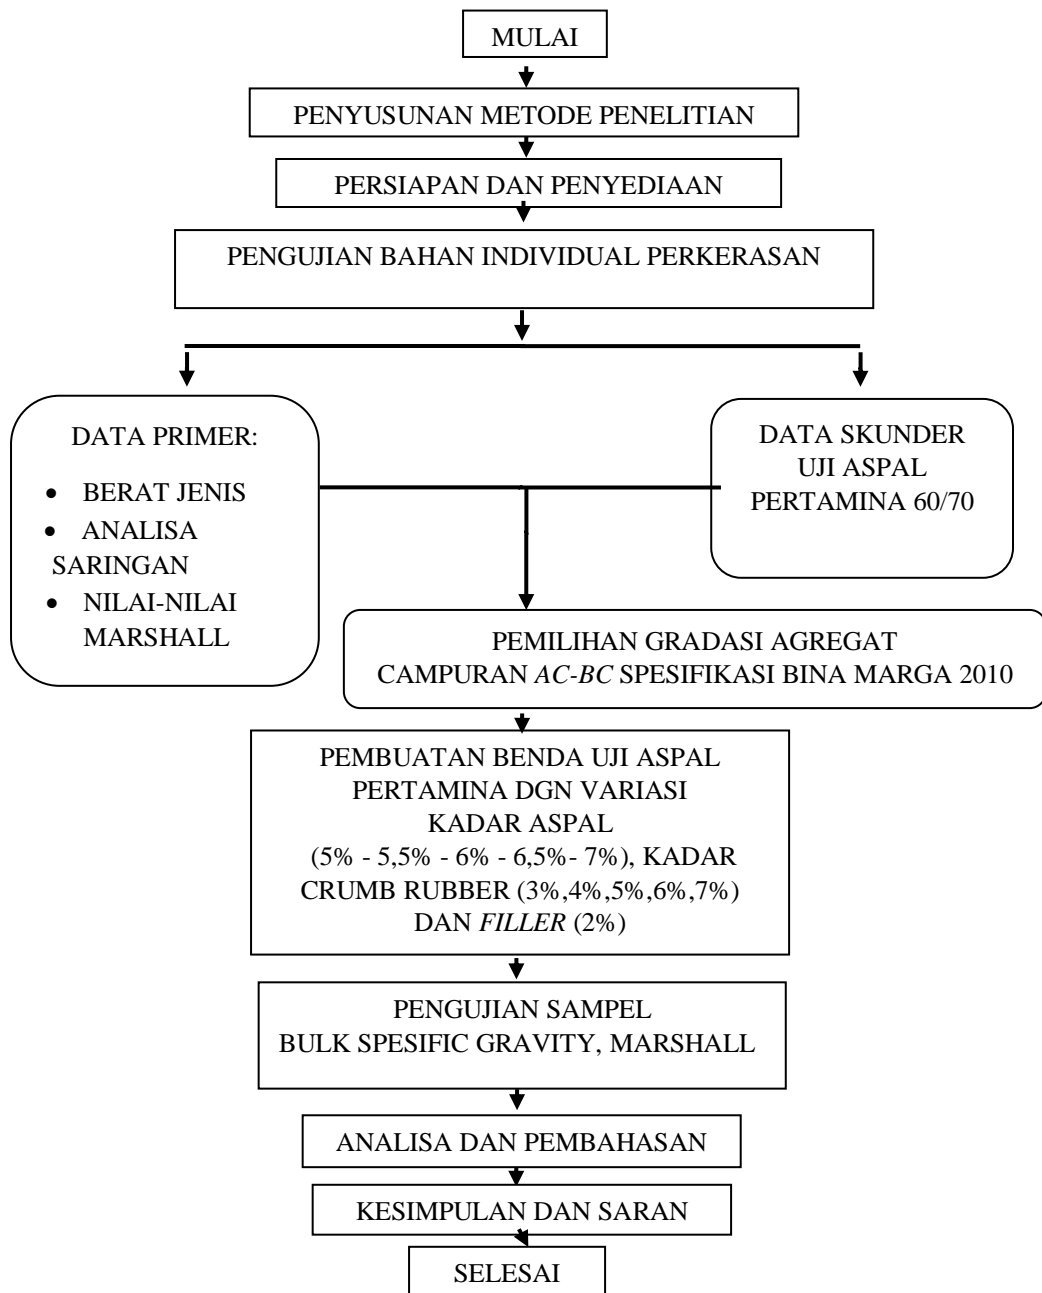 MULAI
PENYUSUNAN METODE PENELITIAN
PERSIAPAN DAN PENYEDIAAN
PENGUJIAN BAHAN INDIVIDUAL PERKERASAN
DATA PRIMER:
• BERAT JENIS
• ANALISA
SARINGAN
• NILAI-NILAI
MARSHALL
DATA SKUNDER
UJI ASPAL
PERTAMINA 60/70
PEMILIHAN GRADASI AGREGAT
CAMPURAN AC-BC SPESIFIKASI BINA MARGA 2010
PEMBUATAN BENDA UJI ASPAL
PERTAMINA DGN VARIASI
KADAR ASPAL
(5% - 5,5% - 6% - 6,5%- 7%), KADAR
CRUMB RUBBER (3%,4%,5%,6%,7%)
DAN FILLER (2%)
PENGUJIAN SAMPEL
BULK SPESIFIC GRAVITY, MARSHALL
ANALISA DAN PEMBAHASAN
KESIMPULAN DAN SARAN
SELESAI